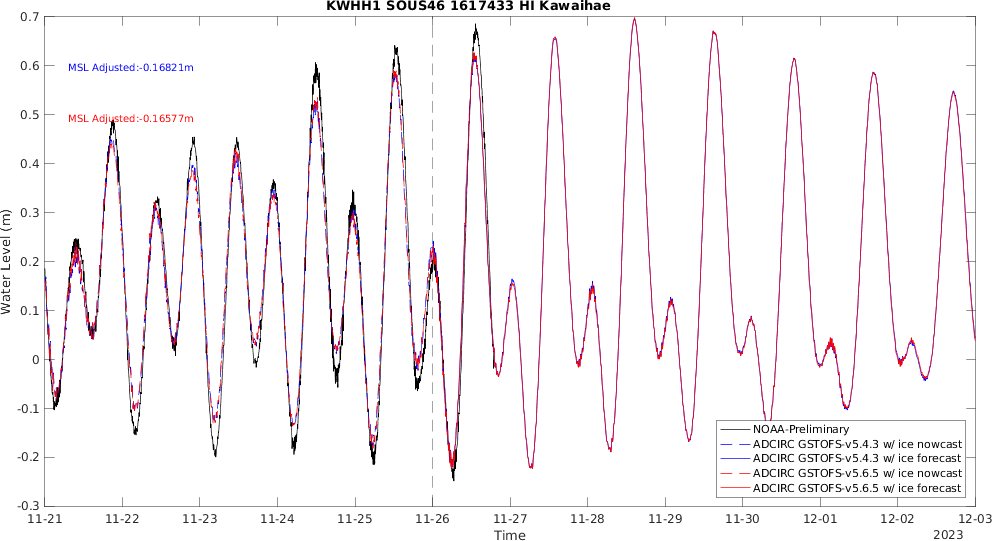 KWHH1 SOUS46 1617433 HI Kawaihae
0.7
0.6
0.5
0.4
0.3
0.2
0.1
0
-0.1
-0.2
-0.3
Water Level (m)
MSL Adjusted:-0.16821m
MSL Adjusted:-0.16577m
NOAA-Preliminary
ADCIRC GSTOFS-v5.4.3 w/ ice nowcast
ADCIRC GSTOFS-v5.4.3 w/ ice forecast
ADCIRC GSTOFS-v5.6.5 w/ ice nowcast
ADCIRC GSTOFS-v5.6.5 w/ ice forecast
11-21 11-22 11-23 11-24 11-25 11-26 11-27 11-28 11-29 11-30 12-01 12-02 12-03
Time
2023